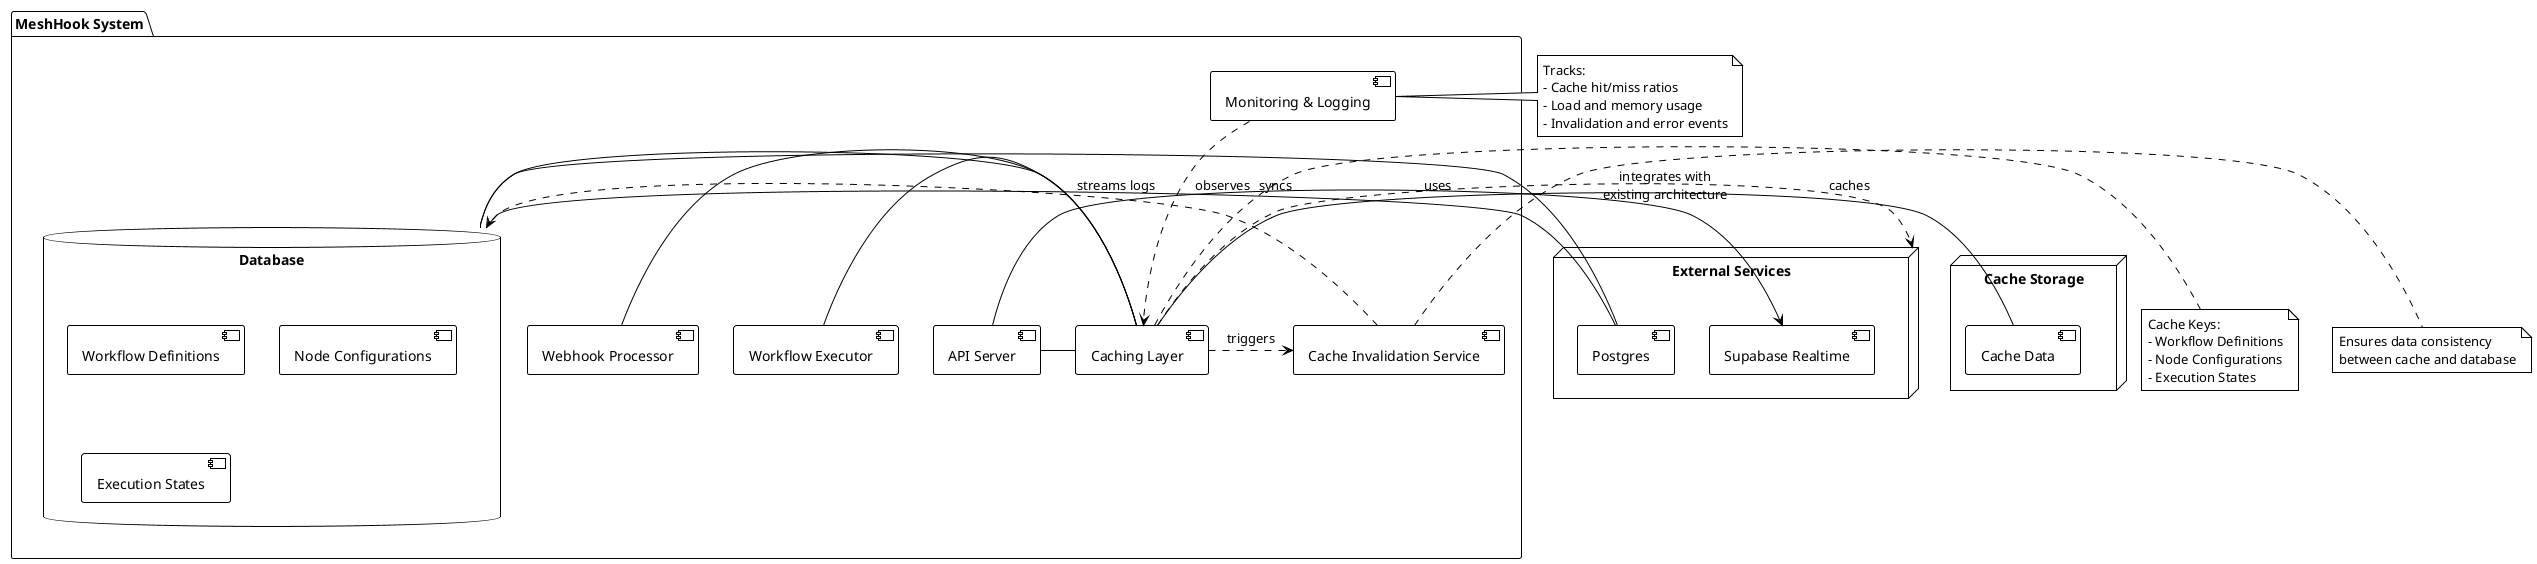 MeshHook System
Tracks:
- Cache hit/miss ratios
- Load and memory usage
- Invalidation and error events
Monitoring & Logging
streams logs
observes
syncs
uses
integrates with
existing architecture
caches
Database
External Services
Cache Storage
Workflow Definitions
Node Configurations
Webhook Processor
Workflow Executor
API Server
Caching Layer
triggers
Cache Invalidation Service
Postgres
Supabase Realtime
Cache Data
Cache Keys:
- Workflow Definitions
- Node Configurations
- Execution States
Ensures data consistency
between cache and database
Execution States